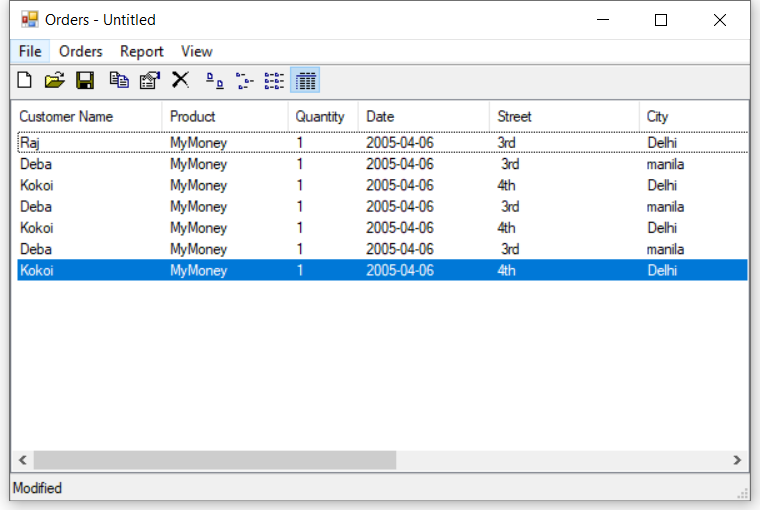 Orders - Untitled
File Orders Report View
Customer Name Product Quantity Date Street City
Raj MyMoney 1 2005-04-06 3rd Delhi
Deba MyMoney 1 2005-04-06 3rd manila
Kokoi MyMoney 1 2005-04-06 4th Delhi
Deba MyMoney 1 2005-04-06 3rd manila
Kokoi MyMoney 1 2005-04-06 4th Delhi
Deba MyMoney 1 2005-04-06 3rd manila
Kokoi MyMoney 1 2005-04-06 4th Delhi
Modified